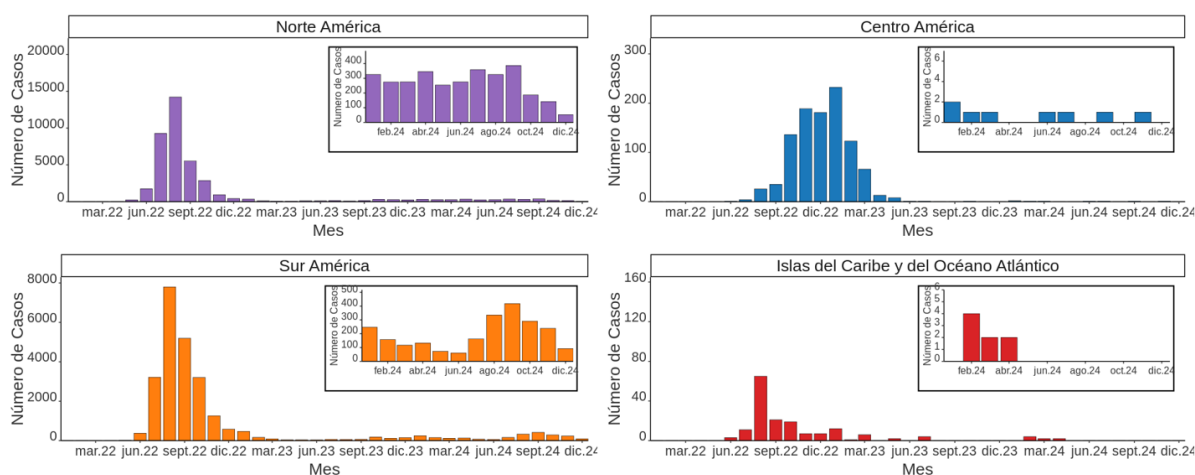 Norte América
Número de Casos
20000
15000
10000
5000
0
Número de Casos
400
300
200
100
0
feb.24 abr.24 jun.24 ago.24 oct.24 dic.24
mar.22 jun.22 sept.22 dic.22 mar.23 jun.23 sept.23 dic.23 mar.24 jun.24 sept.24 dic.24
Mes
Centro América
Número de Casos
300
200
100
0
Número de Casos
6
4
2
0
feb.24 abr.24 jun.24 ago.24 oct.24 dic.24
mar.22 jun.22 sept.22 dic.22 mar.23 jun.23 sept.23 dic.23 mar.24 jun.24 sept.24 dic.24
Mes
Sur América
Número de Casos
8000
6000
4000
2000
0
Número de Casos
500
400
300
200
100
0
feb.24 abr.24 jun.24 ago.24 oct.24 dic.24
mar.22 jun.22 sept.22 dic.22 mar.23 jun.23 sept.23 dic.23 mar.24 jun.24 sept.24 dic.24
Mes
Islas del Caribe y del Océano Atlántico
Número de Casos
160
120
80
40
0
Número de Casos
6
5
4
3
2
1
0
feb.24 abr.24 jun.24 ago.24 oct.24 dic.24
mar.22 jun.22 sept.22 dic.22 mar.23 jun.23 sept.23 dic.23 mar.24 jun.24 sept.24 dic.24
Mes